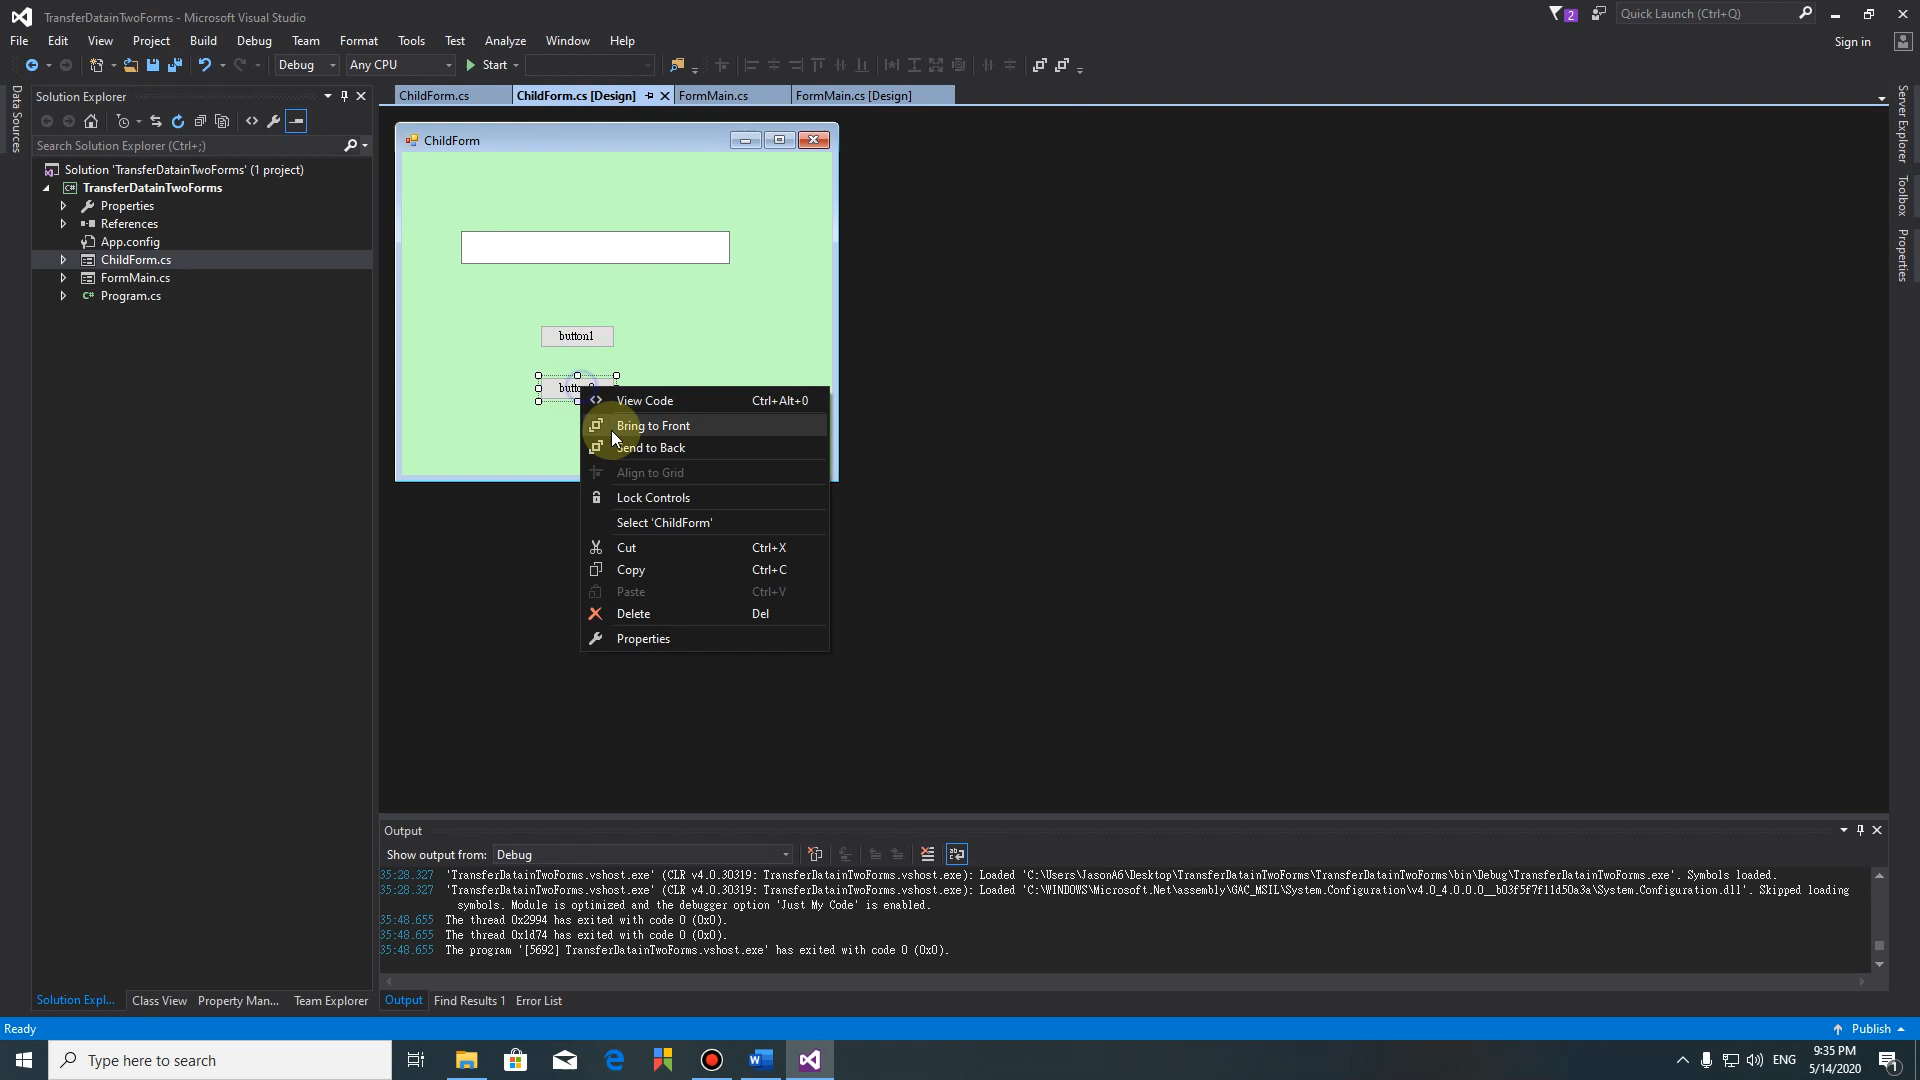 TransferDatainTwoForms - Microsoft Visual Studio
2
Quick Launch (Ctrl+Q)
File Edit View Project Build Debug Team Format Tools Test Analyze Window Help
Sign in
Debug Any CPU Start
Data Sources
Solution Explorer
Search Solution Explorer (Ctrl+;)
Solution 'TransferDatainTwoForms' (1 project)
C# TransferDatainTwoForms
Properties
References
App.config
ChildForm.cs
FormMain.cs
C# Program.cs
ChildForm.cs ChildForm.cs [Design] FormMain.cs FormMain.cs [Design]
ChildForm
button1
View Code Ctrl+Alt+0
Bring to Front
Send to Back
Align to Grid
Lock Controls
Select 'ChildForm'
Cut Ctrl+X
Copy Ctrl+C
Paste Ctrl+V
Delete Del
Properties
Server Explorer
Toolbox
Properties
Output
Show output from: Debug
35:28.327 'TransferDatainTwoForms.vshost.exe' (CLR v4.0.30319: TransferDatainTwoForms.vshost.exe): Loaded 'C:\Users\JasonA6\Desktop\TransferDatainTwoForms\TransferDatainTwoForms\bin\Debug\TransferDatainTwoForms.exe'. Symbols loaded.
35:28.327 'TransferDatainTwoForms.vshost.exe' (CLR v4.0.30319: TransferDatainTwoForms.vshost.exe): Loaded 'C:\WINDOWS\Microsoft.Net\assembly\GAC_MSIL\System.Configuration\v4.0_4.0.0.0__b03f5f7f11d50a3a\System.Configuration.dll'. Skipped loading
symbols. Module is optimized and the debugger option 'Just My Code' is enabled.
35:48.655 The thread 0x2994 has exited with code 0 (0x0).
35:48.655 The thread 0x1d74 has exited with code 0 (0x0).
35:48.655 The program '[5692] TransferDatainTwoForms.vshost.exe' has exited with code 0 (0x0).
Solution Expl... Class View Property Man... Team Explorer
Output Find Results 1 Error List
Ready
Publish
Type here to search
ENG
9:35 PM
5/14/2020
1